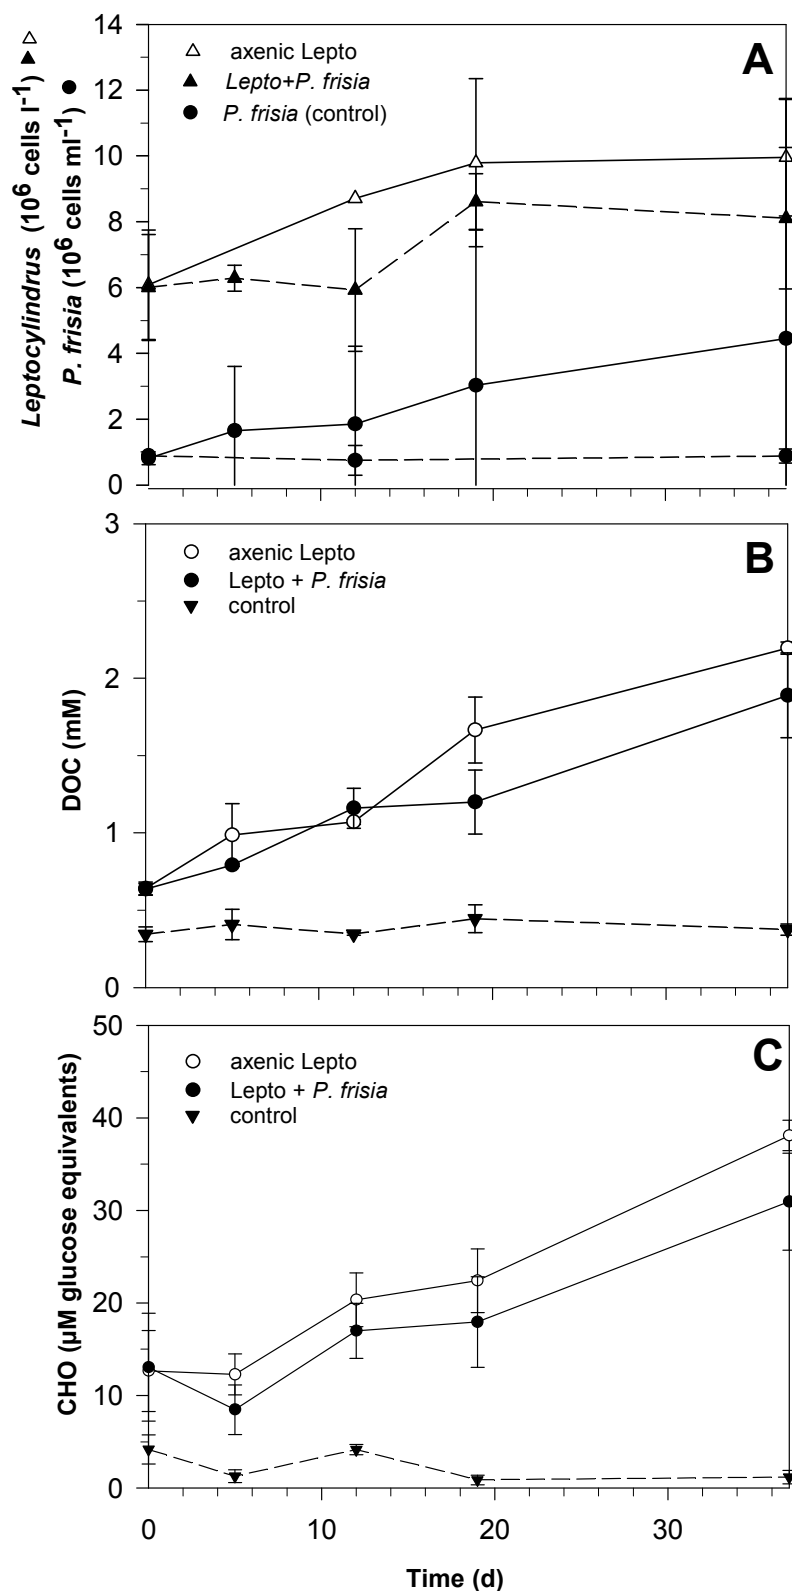 Leptocylindrus (10⁶ cells l⁻¹) ▲ △
P. frisia (10⁶ cells ml⁻¹) ●
14
12
10
8
6
4
2
0
axenic Lepto
Lepto+P. frisia
P. frisia (control)
A
DOC (mM)
3
2
1
0
axenic Lepto
Lepto + P. frisia
control
B
CHO (µM glucose equivalents)
50
40
30
20
10
0
axenic Lepto
Lepto + P. frisia
control
C
0 10 20 30
Time (d)